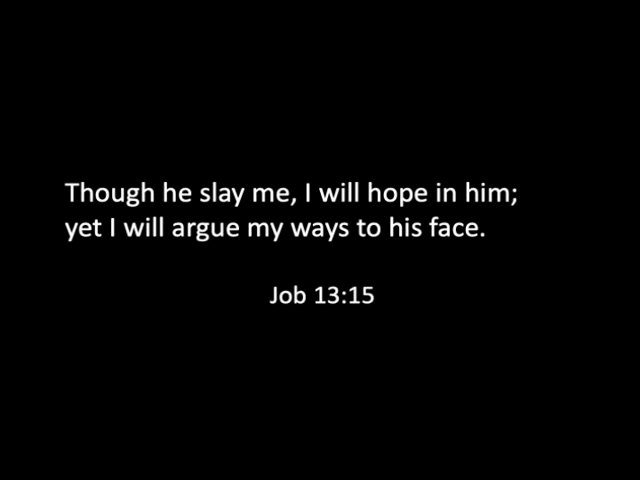 Though he slay me, I will hope in him;
yet I will argue my ways to his face.
Job 13:15